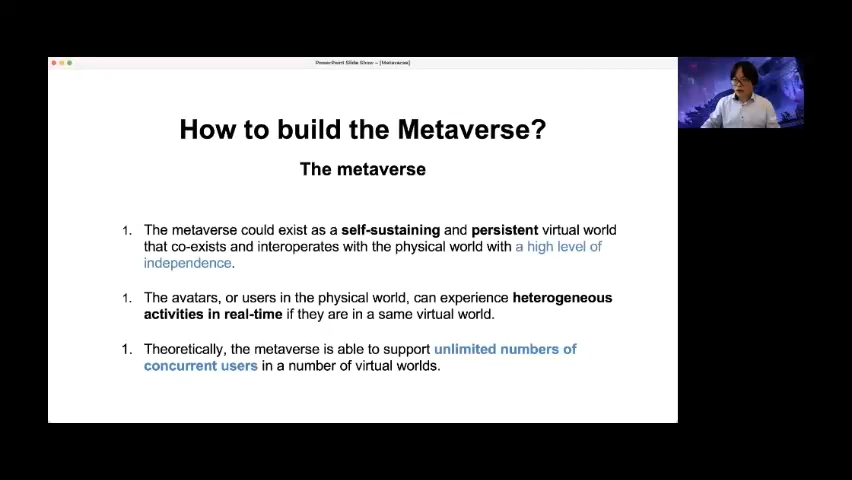 PowerPoint Slide Show - [Metaverse]
How to build the Metaverse?
The metaverse
1. The metaverse could exist as a self-sustaining and persistent virtual world
that co-exists and interoperates with the physical world with a high level of
independence.
1. The avatars, or users in the physical world, can experience heterogeneous
activities in real-time if they are in a same virtual world.
1. Theoretically, the metaverse is able to support unlimited numbers of
concurrent users in a number of virtual worlds.